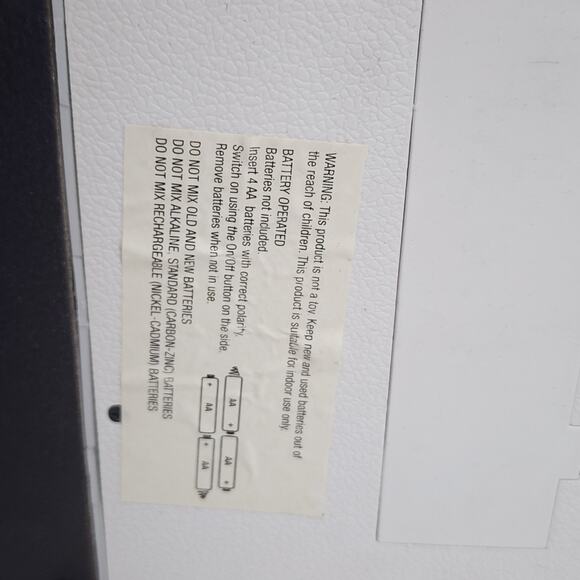 WARNING: This product is not a toy. Keep new and used batteries out of
the reach of children. This product is suitable for indoor use only.
BATTERY OPERATED
Batteries not included.
Insert 4 AA batteries with correct polarity.
Switch on using the On/Off button on the side.
Remove batteries when not in use.
DO NOT MIX OLD AND NEW BATTERIES
DO NOT MIX ALKALINE, STANDARD (CARBON-ZINC) BATTERIES
DO NOT MIX RECHARGEABLE (NICKEL-CADMIUM) BATTERIES
AA + AA +
+ AA + AA